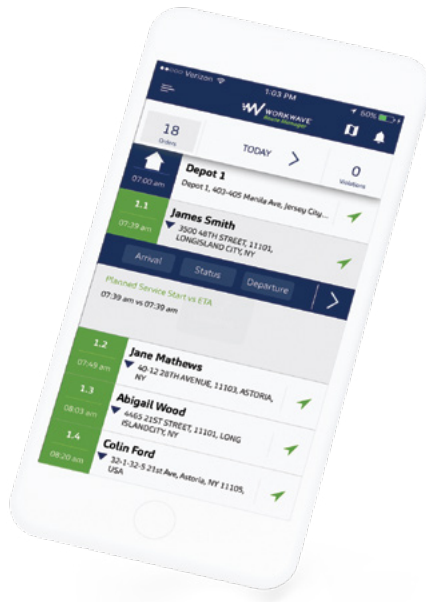 Verizon
1:03 PM
60%
WORKWAVE
Route Manager
18
Orders
TODAY
0
Violations
07:00 am
Depot 1
Depot 1, 402-405 Manila Ave, Jersey City...
1.1
07:39 am
James Smith
3500 48TH STREET, 11101,
LONGISLAND CITY, NY
Arrival
Status
Departure
Planned Service Start vs ETA
07:39 am vs 07:39 am
1.2
07:49 am
Jane Mathews
40-12 28TH AVENUE, 11103, ASTORIA,
NY
1.3
08:03 am
Abigail Wood
4465 21ST STREET, 11101, LONG
ISLANDCITY, NY
1.4
08:20 am
Colin Ford
32-1-32-5 21st Ave, Astoria, NY 11105,
USA